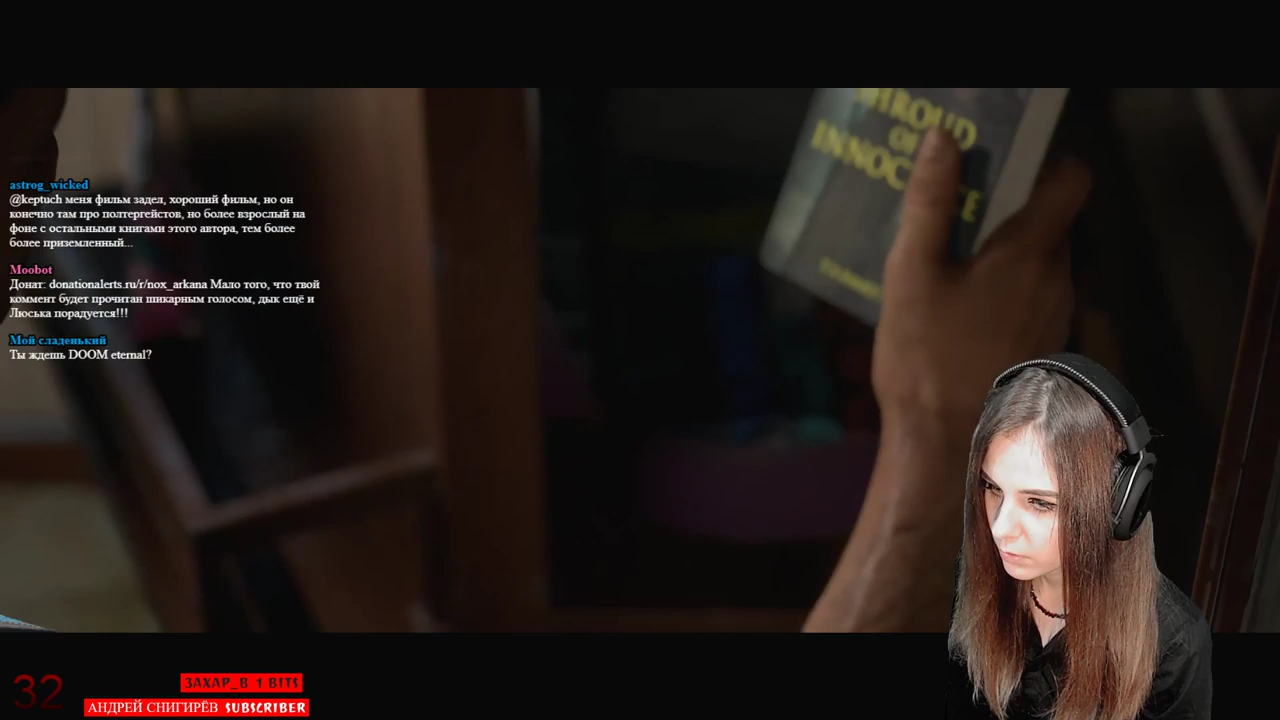 astrog_wicked
@keptuch меня фильм задел, хороший фильм, но он
конечно там про полтергейстов, но более взрослый на
фоне с остальными книгами этого автора, тем более
более приземленный...
Moobot
Донат: donationalerts.ru/r/nox_arkana Мало того, что твой
коммент будет прочитан шикарным голосом, дык ещё и
Люська порадуется!!!
Мой сладенький
Ты ждешь DOOM eternal?
OF
32
ЗАХАР_В 1 BITS
АНДРЕЙ СНИГИРЁВ SUBSCRIBER